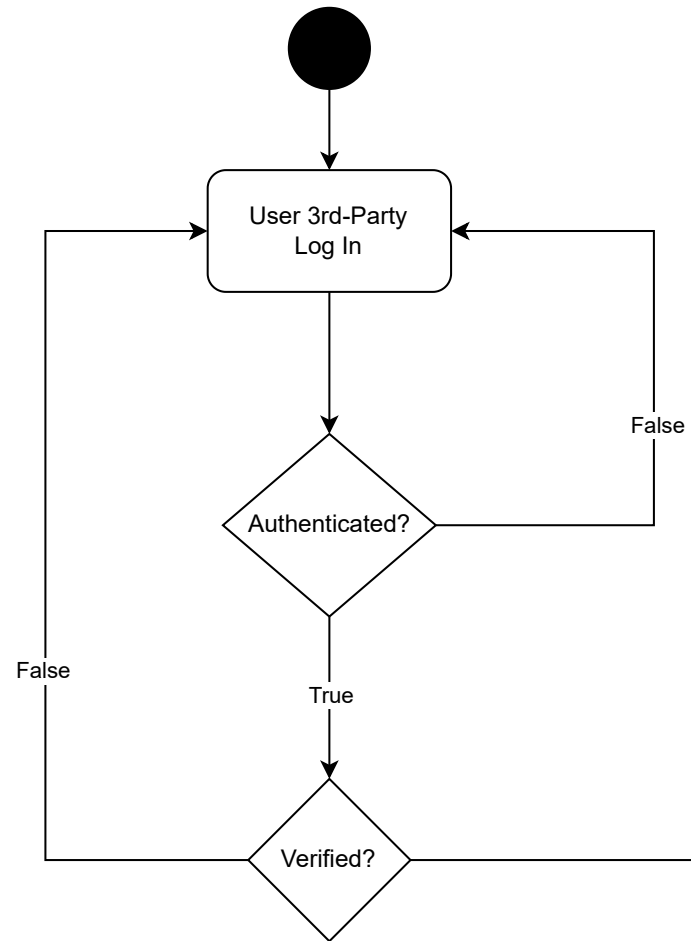 User 3rd-Party
Log In
False
Authenticated?
False
True
Verified?